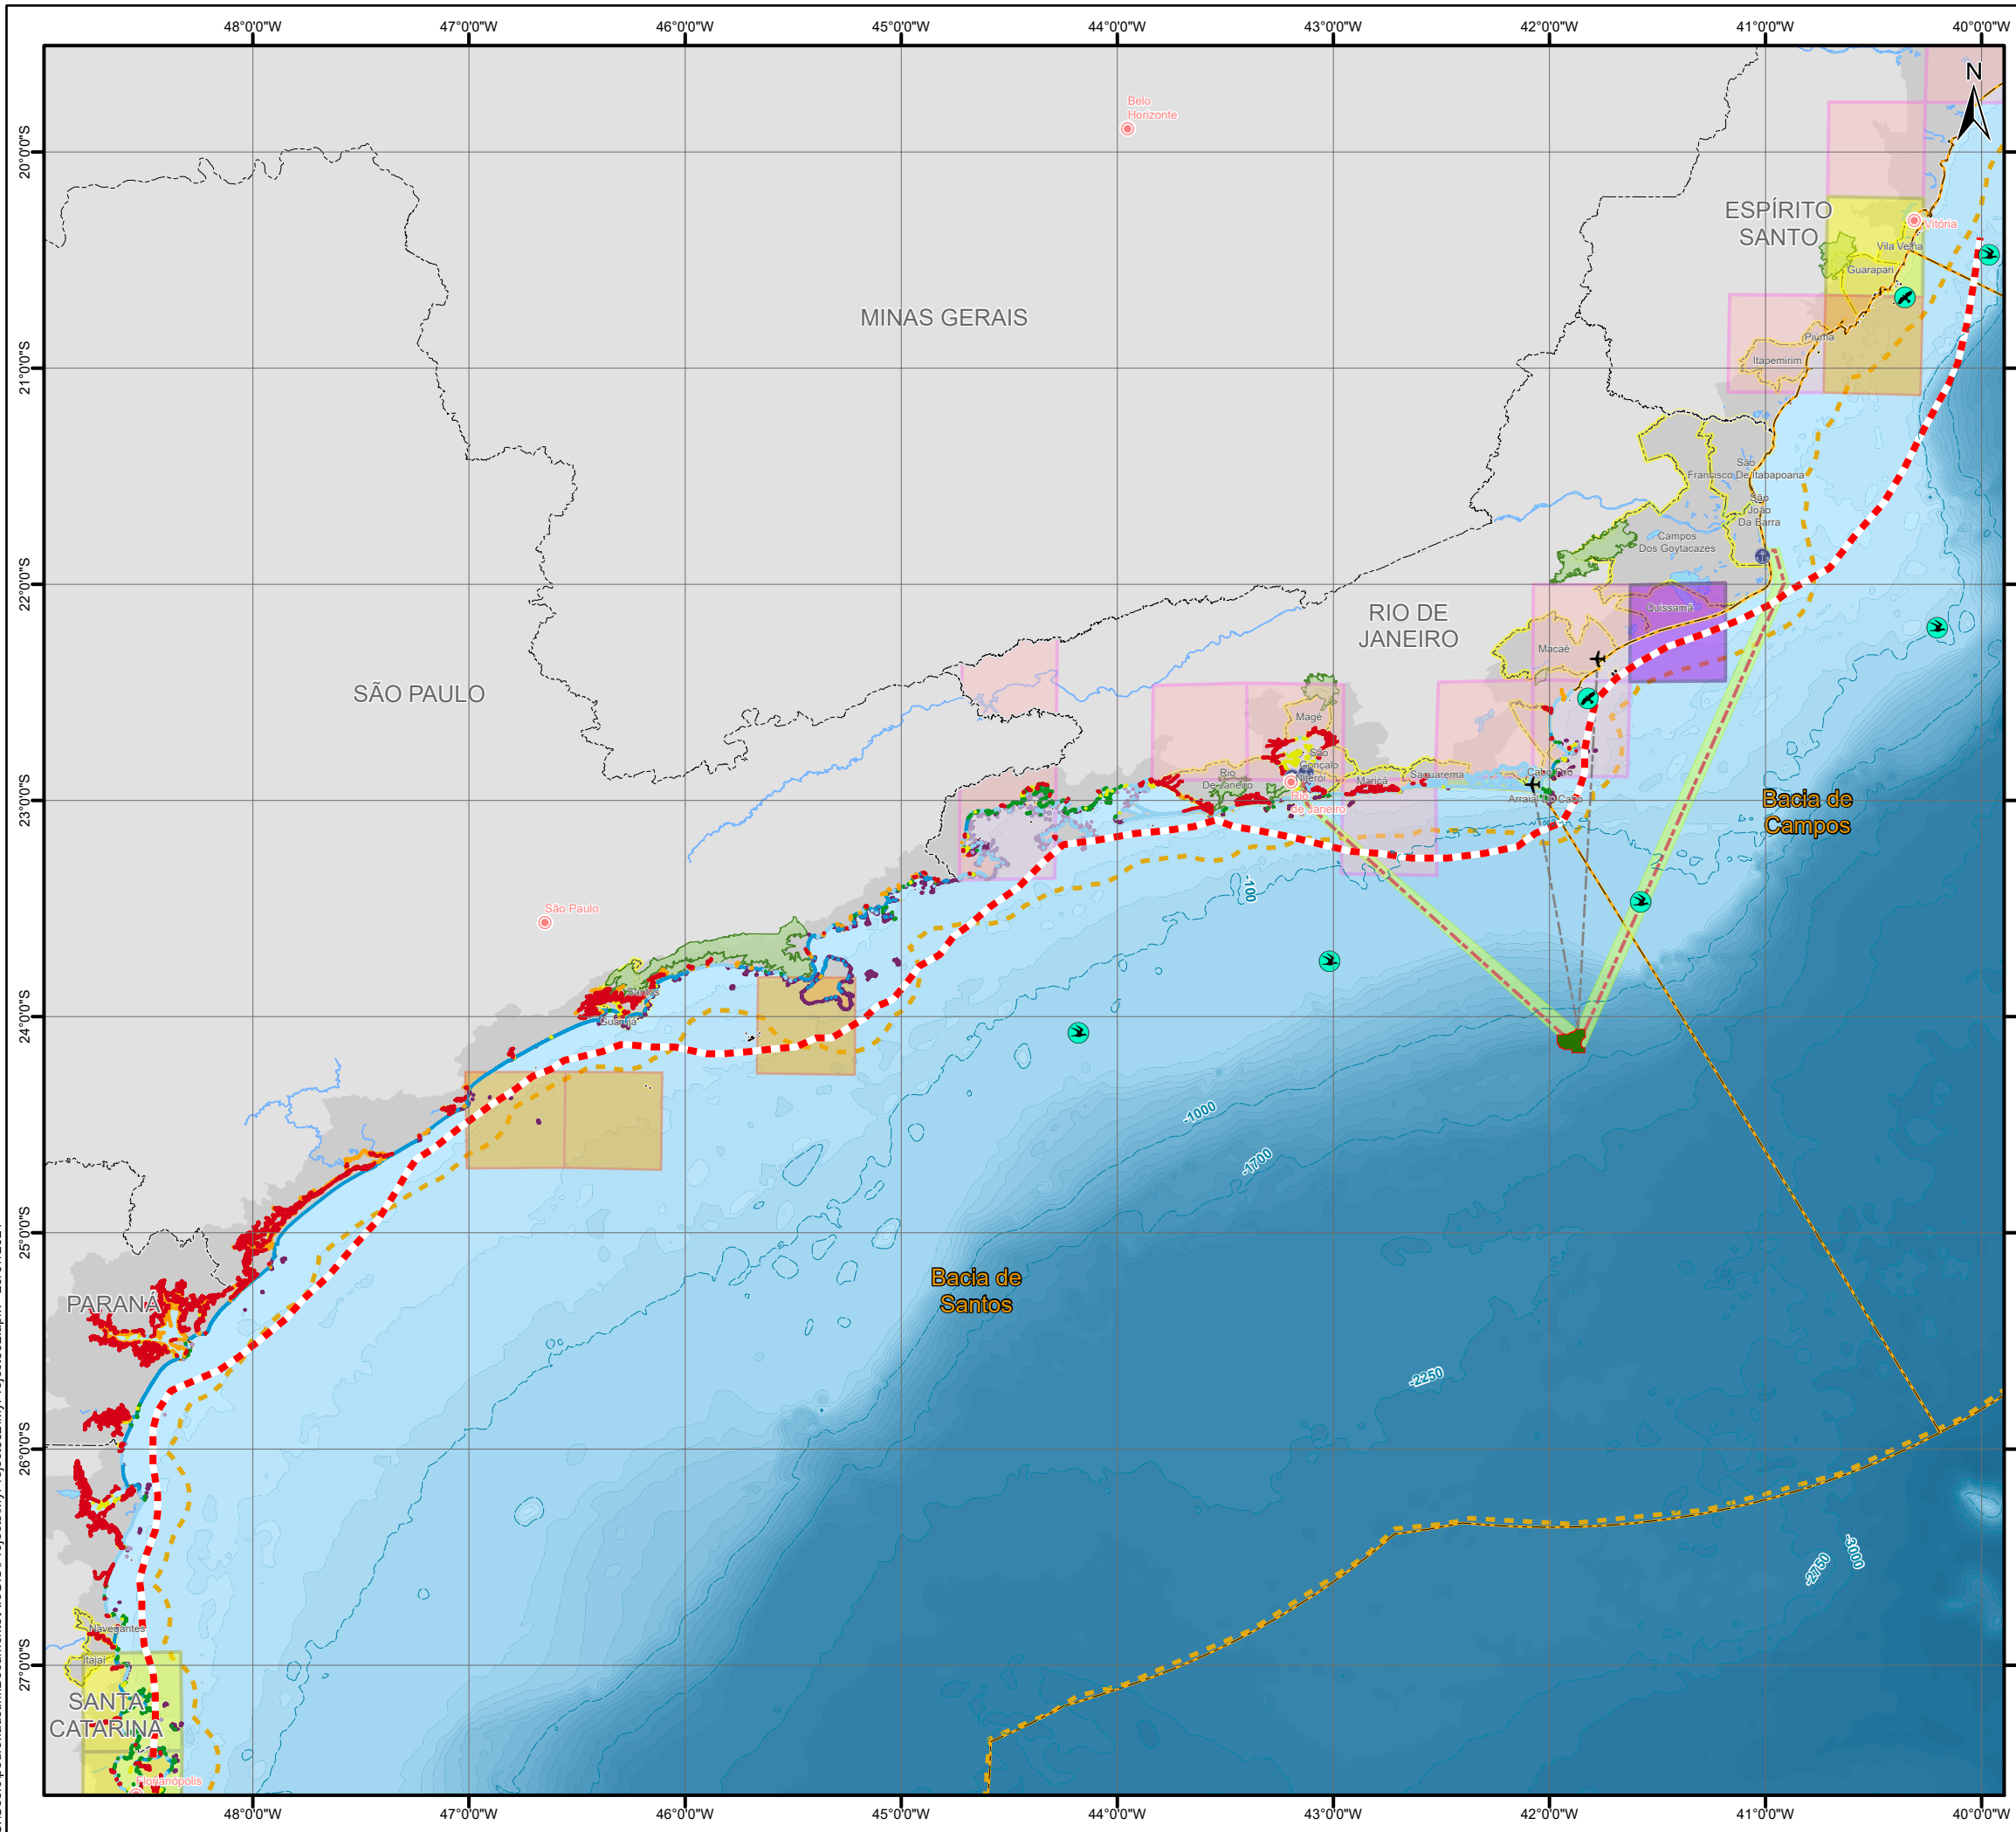 48°0'0"W 47°0'0"W 46°0'0"W 45°0'0"W 44°0'0"W 43°0'0"W 42°0'0"W 41°0'0"W 40°0'0"W
N
Belo
Horizonte
20°0'0"S
ESPÍRITO
SANTO
Vitória
Vila Velha
Guarapari
MINAS GERAIS
Piúma
Itapemirim
21°0'0"S
São
Francisco De Itabapoana
São
João
Da Barra
Campos
Dos Goytacazes
22°0'0"S
Quissamã
RIO DE
JANEIRO
Macaé
SÃO PAULO
Magé
São
Gonçalo
Niterói
Rio
De Janeiro
Maricá
Saquarema
Cabo Frio
Arraial Do Cabo
Rio
de Janeiro
23°0'0"S
Bacia de
Campos
-100
São Paulo
Santos
Guarujá
24°0'0"S
-1000
-1700
25°0'0"S
Bacia de
Santos
PARANÁ
-2250
26°0'0"S
-2750
-3000
Navegantes
Itajaí
27°0'0"S
SANTA
CATARINA
Florianópolis
48°0'0"W 47°0'0"W 46°0'0"W 45°0'0"W 44°0'0"W 43°0'0"W 42°0'0"W 41°0'0"W 40°0'0"W